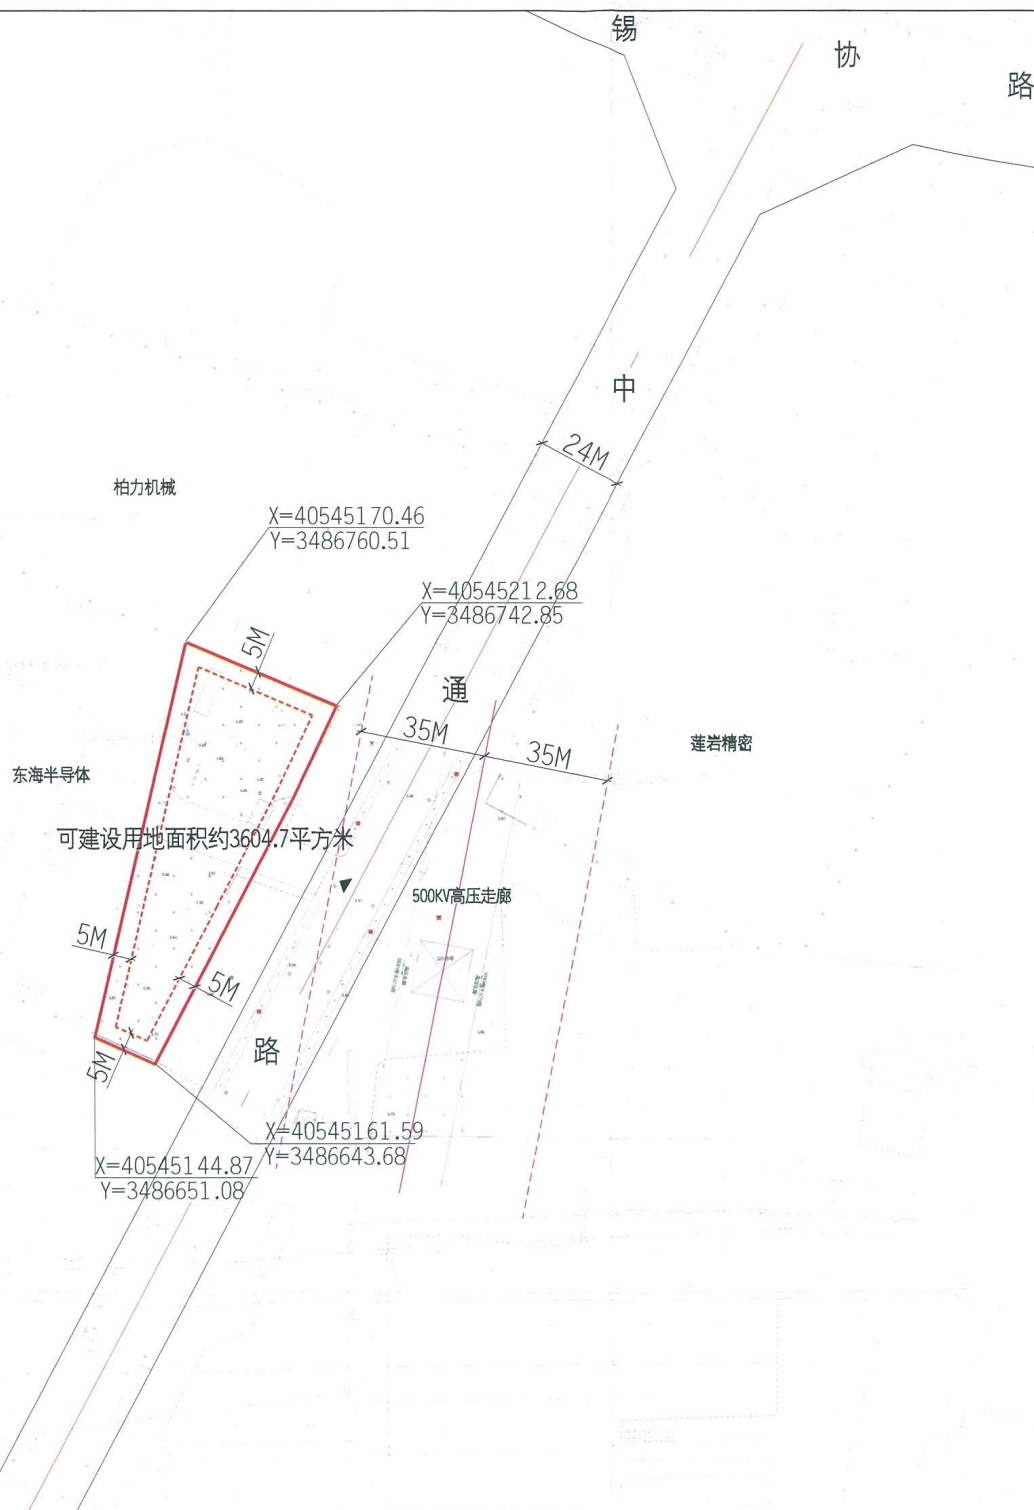 锡
协
路
中
24M
柏力机械
X=40545170.46
Y=3486760.51
X=40545212.68
Y=3486742.85
5M
通
35M
35M
莲岩精密
东海半导体
可建设用地面积约3604.7平方米
500KV高压走廊
5M
5M
路
5M
X=40545161.59
Y=3486643.68
X=40545144.87
Y=3486651.08